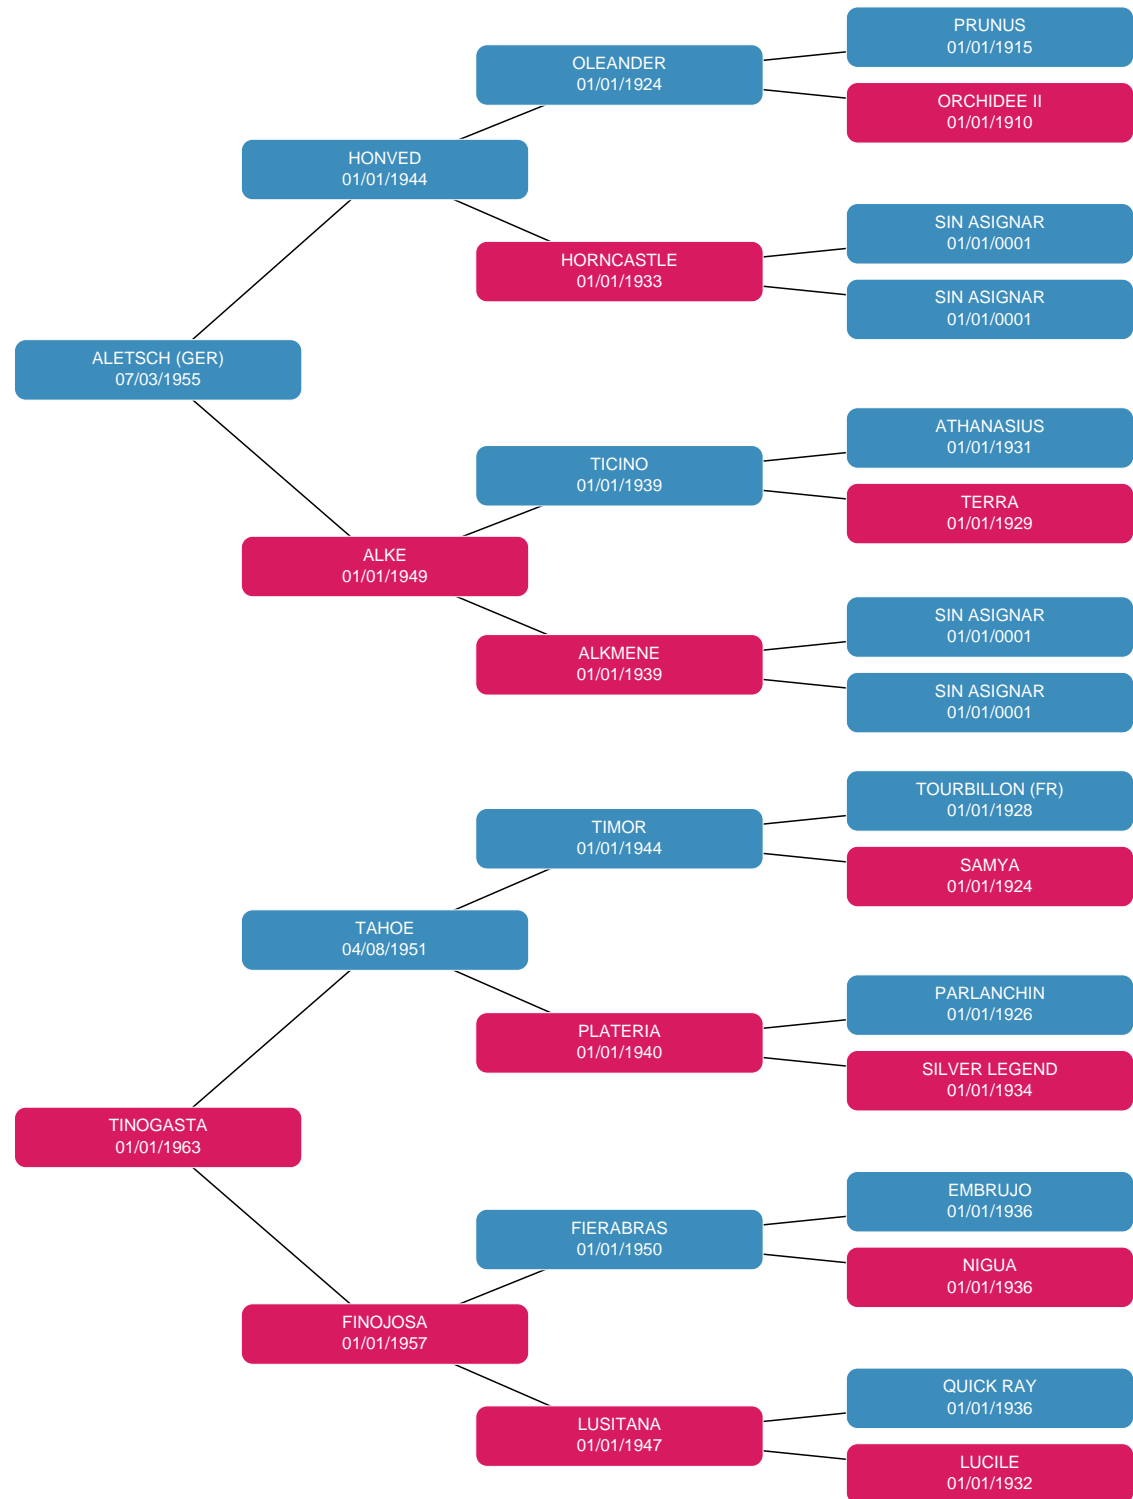 PRUNUS
01/01/1915
OLEANDER
01/01/1924
ORCHIDEE II
01/01/1910
HONVED
01/01/1944
SIN ASIGNAR
01/01/0001
HORNCASTLE
01/01/1933
SIN ASIGNAR
01/01/0001
ALETSCH (GER)
07/03/1955
ATHANASIUS
01/01/1931
TICINO
01/01/1939
TERRA
01/01/1929
ALKE
01/01/1949
SIN ASIGNAR
01/01/0001
ALKMENE
01/01/1939
SIN ASIGNAR
01/01/0001
TOURBILLON (FR)
01/01/1928
TIMOR
01/01/1944
SAMYA
01/01/1924
TAHOE
04/08/1951
PARLANCHIN
01/01/1926
PLATERIA
01/01/1940
SILVER LEGEND
01/01/1934
TINOGASTA
01/01/1963
EMBRUJO
01/01/1936
FIERABRAS
01/01/1950
NIGUA
01/01/1936
FINOJOSA
01/01/1957
QUICK RAY
01/01/1936
LUSITANA
01/01/1947
LUCILE
01/01/1932